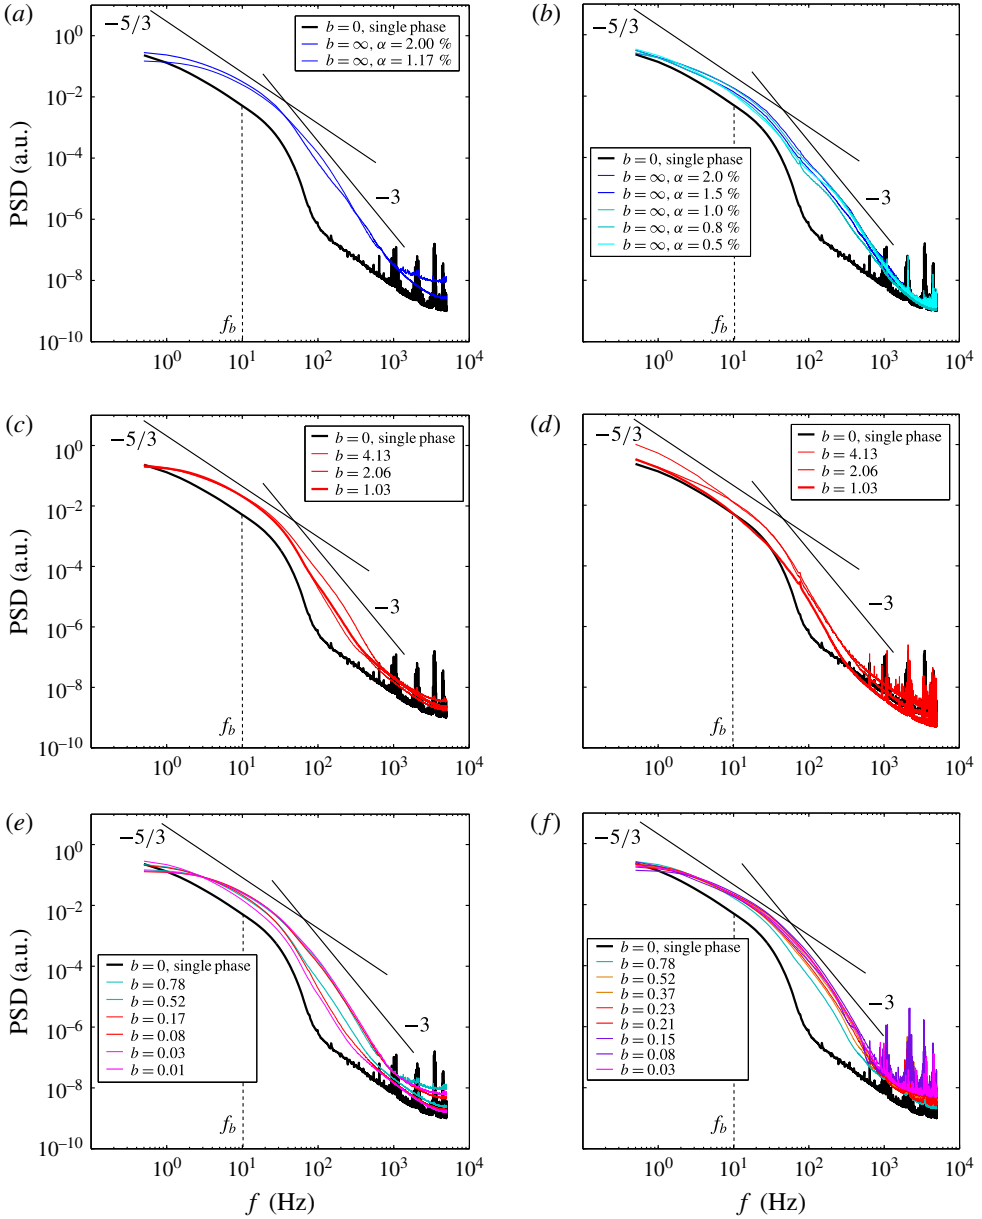 (a)
−5/3
b = 0, single phase
b = ∞, α = 2.00 %
b = ∞, α = 1.17 %
−3
f_b
PSD (a.u.)
10^0
10^−2
10^−4
10^−6
10^−8
10^−10
10^0 10^1 10^2 10^3 10^4
(b)
−5/3
b = 0, single phase
b = ∞, α = 2.0 %
b = ∞, α = 1.5 %
b = ∞, α = 1.0 %
b = ∞, α = 0.8 %
b = ∞, α = 0.5 %
−3
f_b
10^0 10^1 10^2 10^3 10^4
(c)
−5/3
b = 0, single phase
b = 4.13
b = 2.06
b = 1.03
−3
f_b
PSD (a.u.)
10^0
10^−2
10^−4
10^−6
10^−8
10^−10
10^0 10^1 10^2 10^3 10^4
(d)
−5/3
b = 0, single phase
b = 4.13
b = 2.06
b = 1.03
−3
f_b
10^0 10^1 10^2 10^3 10^4
(e)
−5/3
b = 0, single phase
b = 0.78
b = 0.52
b = 0.17
b = 0.08
b = 0.03
b = 0.01
−3
f_b
PSD (a.u.)
10^0
10^−2
10^−4
10^−6
10^−8
10^−10
10^0 10^1 10^2 10^3 10^4
f (Hz)
(f)
−5/3
b = 0, single phase
b = 0.78
b = 0.52
b = 0.37
b = 0.23
b = 0.21
b = 0.15
b = 0.08
b = 0.03
−3
f_b
10^0 10^1 10^2 10^3 10^4
f (Hz)